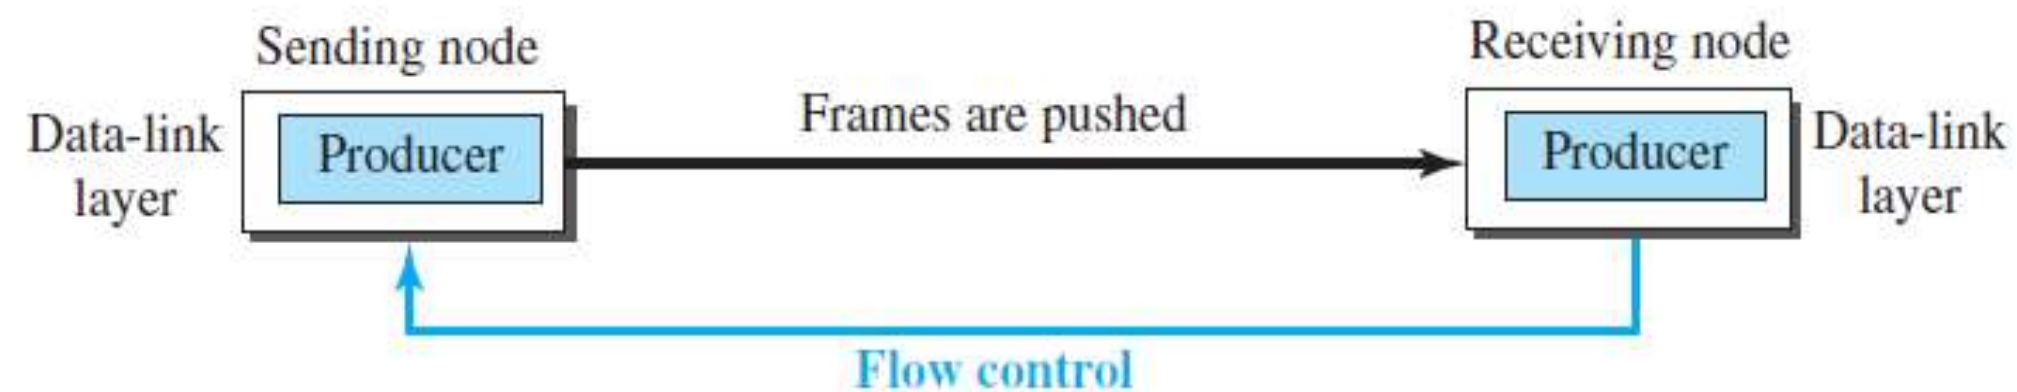 Sending node
Receiving node
Data-link
layer
Producer
Frames are pushed
Producer
Data-link
layer
Flow control